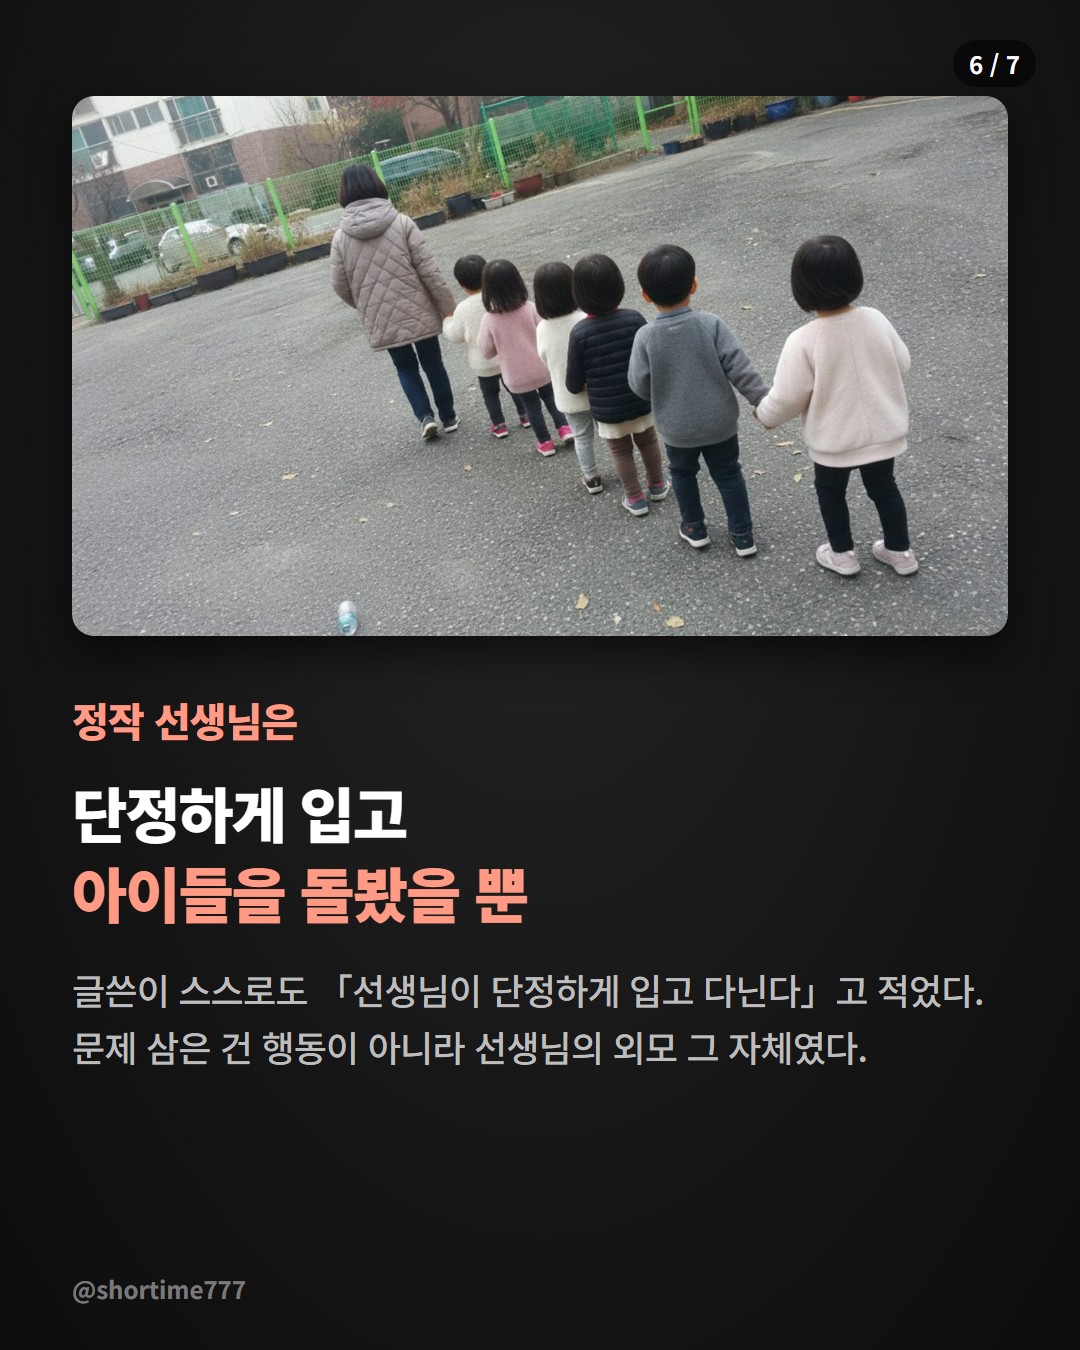 6 / 7
정작 선생님은
단정하게 입고
아이들을 돌봤을 뿐
글쓴이 스스로도 「선생님이 단정하게 입고 다닌다」고 적었다.
문제 삼은 건 행동이 아니라 선생님의 외모 그 자체였다.
@shortime777